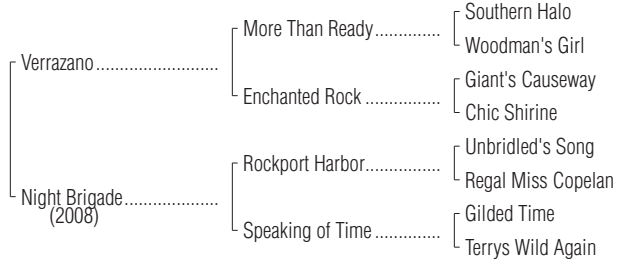 Southern Halo
More Than Ready..............
Woodman's Girl
Verrazano..........................
Giant's Causeway
Enchanted Rock ................
Chic Shirine
Unbridled's Song
Rockport Harbor................
Regal Miss Copelan
Night Brigade....................
(2008)
Gilded Time
Speaking of Time ..............
Terrys Wild Again